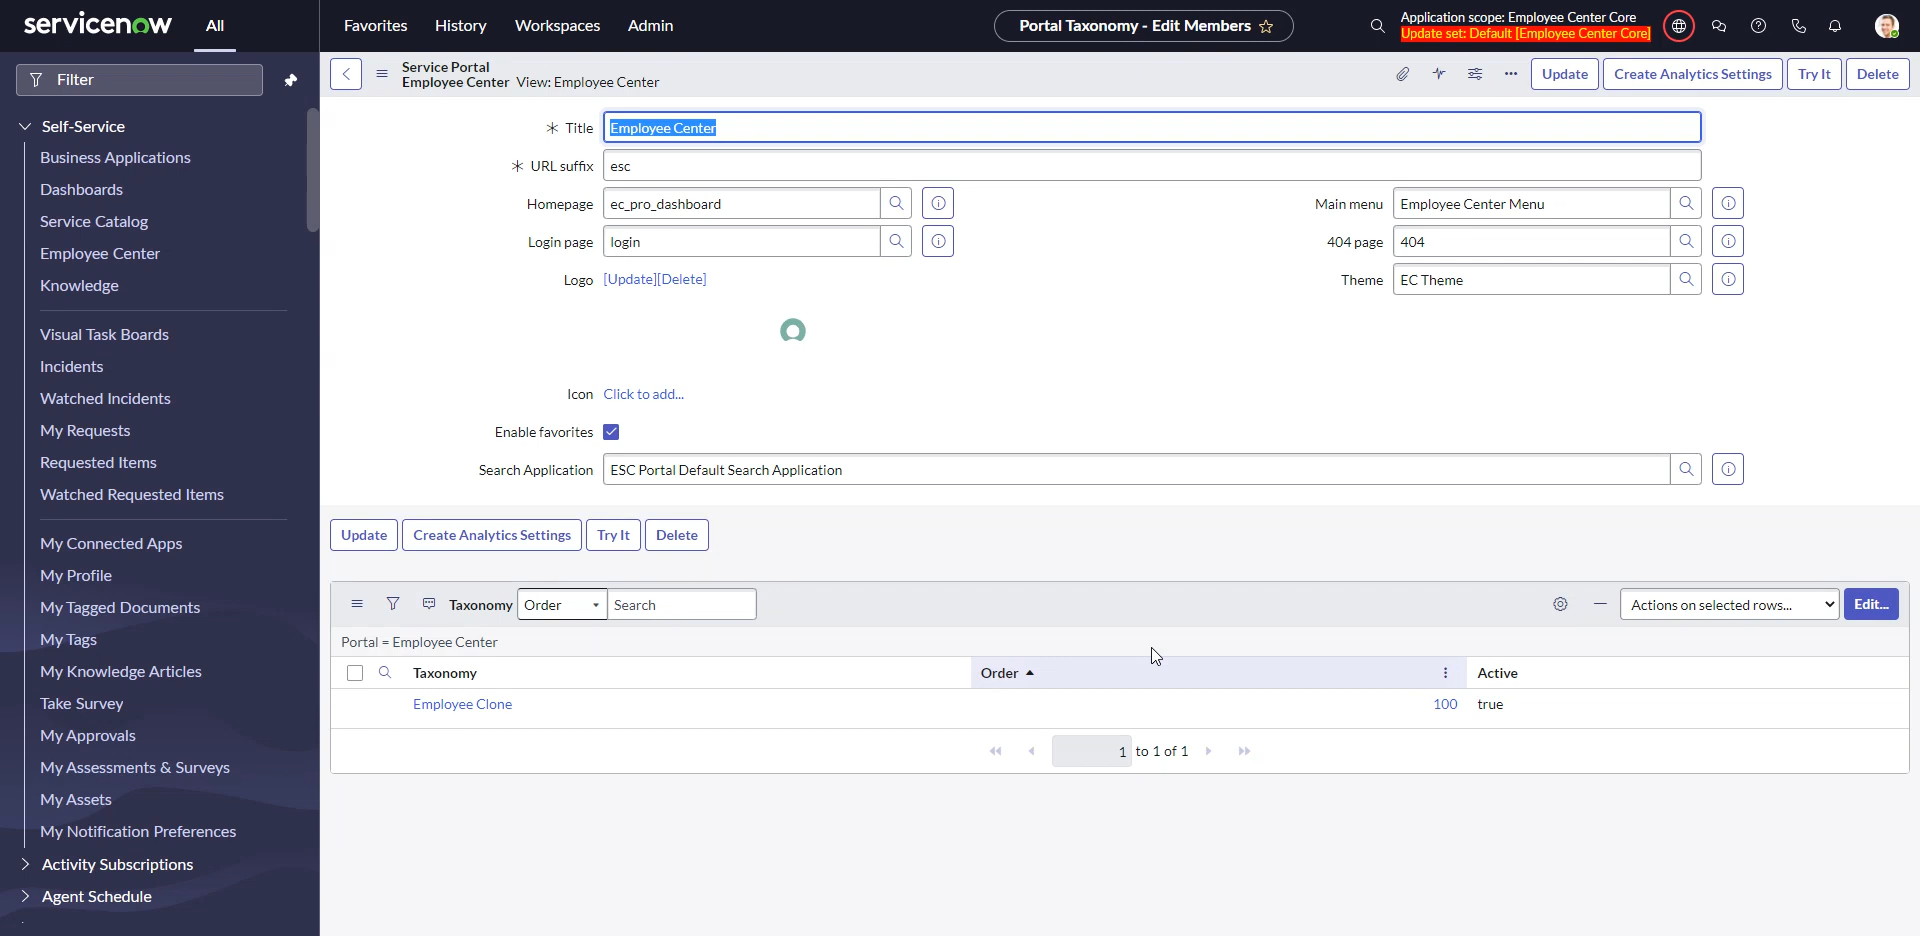 servicenow
All
Favorites
History
Workspaces
Admin
Portal Taxonomy - Edit Members
Application scope: Employee Center Core
Update set: Default [Employee Center Core]
Filter
Self-Service
Business Applications
Dashboards
Service Catalog
Employee Center
Knowledge
Visual Task Boards
Incidents
Watched Incidents
My Requests
Requested Items
Watched Requested Items
My Connected Apps
My Profile
My Tagged Documents
My Tags
My Knowledge Articles
Take Survey
My Approvals
My Assessments & Surveys
My Assets
My Notification Preferences
Activity Subscriptions
Agent Schedule
Service Portal
Employee Center View: Employee Center
Update
Create Analytics Settings
Try It
Delete
Title
Employee Center
URL suffix
esc
Homepage
ec_pro_dashboard
Main menu
Employee Center Menu
Login page
login
404 page
404
Logo
[Update][Delete]
Theme
EC Theme
Icon
Click to add...
Enable favorites
Search Application
ESC Portal Default Search Application
Update
Create Analytics Settings
Try It
Delete
Taxonomy
Order
Search
Actions on selected rows...
Edit...
Portal = Employee Center
Taxonomy
Order
Active
Employee Clone
100
true
1 to 1 of 1